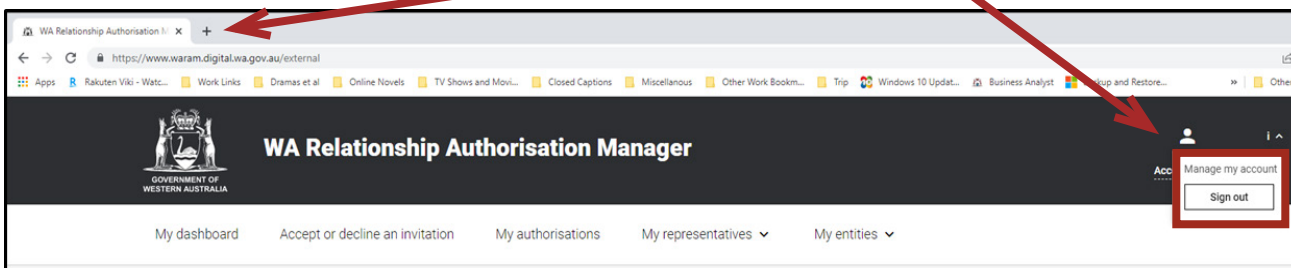 WA Relationship Authorisation M
https://www.waram.digital.wa.gov.au/external
Apps Rakuten Viki - Watc... Work Links Dramas et al Online Novels TV Shows and Movi... Closed Captions Miscellanous Other Work Bookm... Trip Windows 10 Updat... Business Analyst and Restore... » Other
GOVERNMENT OF
WESTERN AUSTRALIA
WA Relationship Authorisation Manager
i
Acc
Manage my account
Sign out
My dashboard Accept or decline an invitation My authorisations My representatives My entities